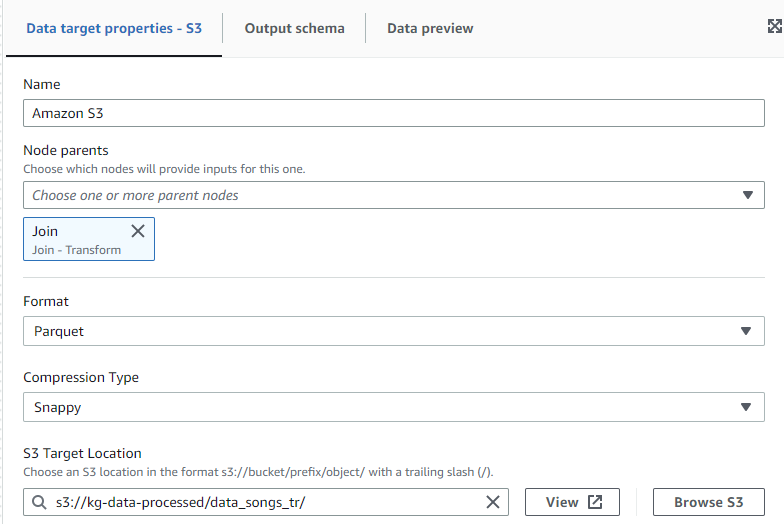 Data target properties - S3 Output schema Data preview
Name
Amazon S3
Node parents
Choose which nodes will provide inputs for this one.
Choose one or more parent nodes
Join
Join - Transform
Format
Parquet
Compression Type
Snappy
S3 Target Location
Choose an S3 location in the format s3://bucket/prefix/object/ with a trailing slash (/).
s3://kg-data-processed/data_songs_tr/ View Browse S3